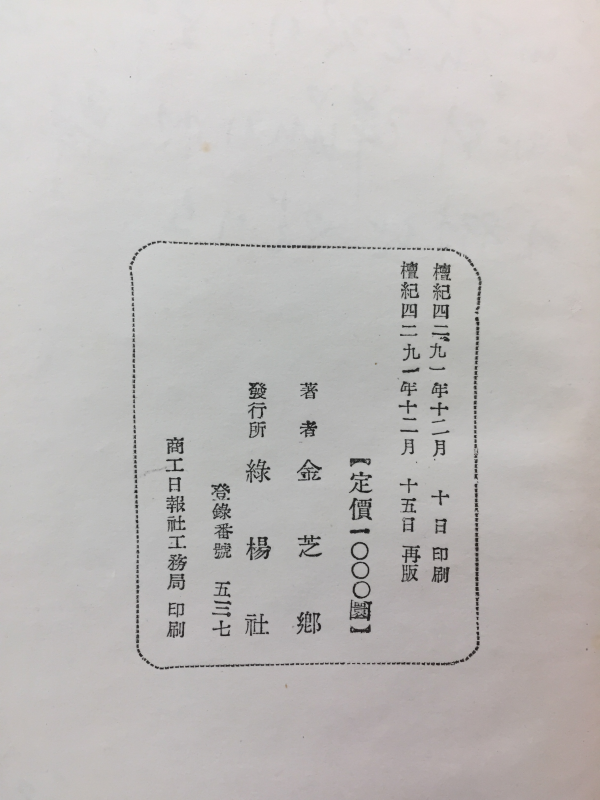 檀紀四二九一年十二月 十日 印刷
檀紀四二九一年十二月 十五日 再版
【定價一〇〇〇圜】
著者 金芝鄕
發行所 綠楊社
登錄番號 五三七
商工日報社工務局 印刷